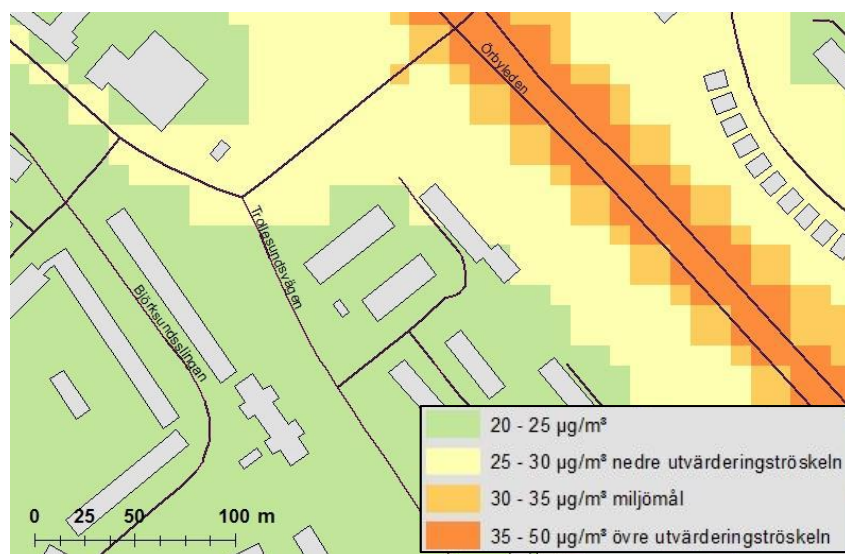 Örbyleden
Trollesundsvägen
Björksundsslingan
20 - 25 µg/m³
25 - 30 µg/m³ nedre utvärderingströskeln
30 - 35 µg/m³ miljömål
35 - 50 µg/m³ övre utvärderingströskeln
0 25 50 100 m